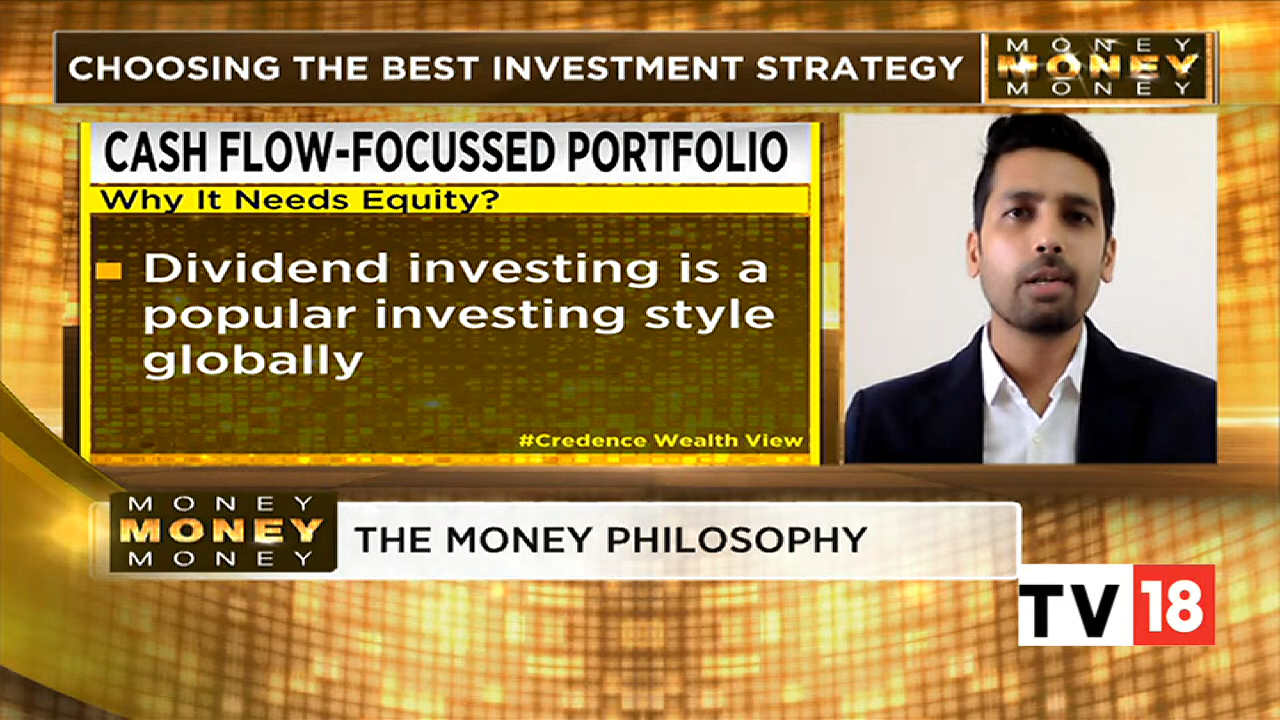 CHOOSING THE BEST INVESTMENT STRATEGY
MONEY
MONEY
MONEY
CASH FLOW-FOCUSSED PORTFOLIO
Why It Needs Equity?
Dividend investing is a
popular investing style
globally
#Credence Wealth View
MONEY
MONEY
MONEY
THE MONEY PHILOSOPHY
TV18